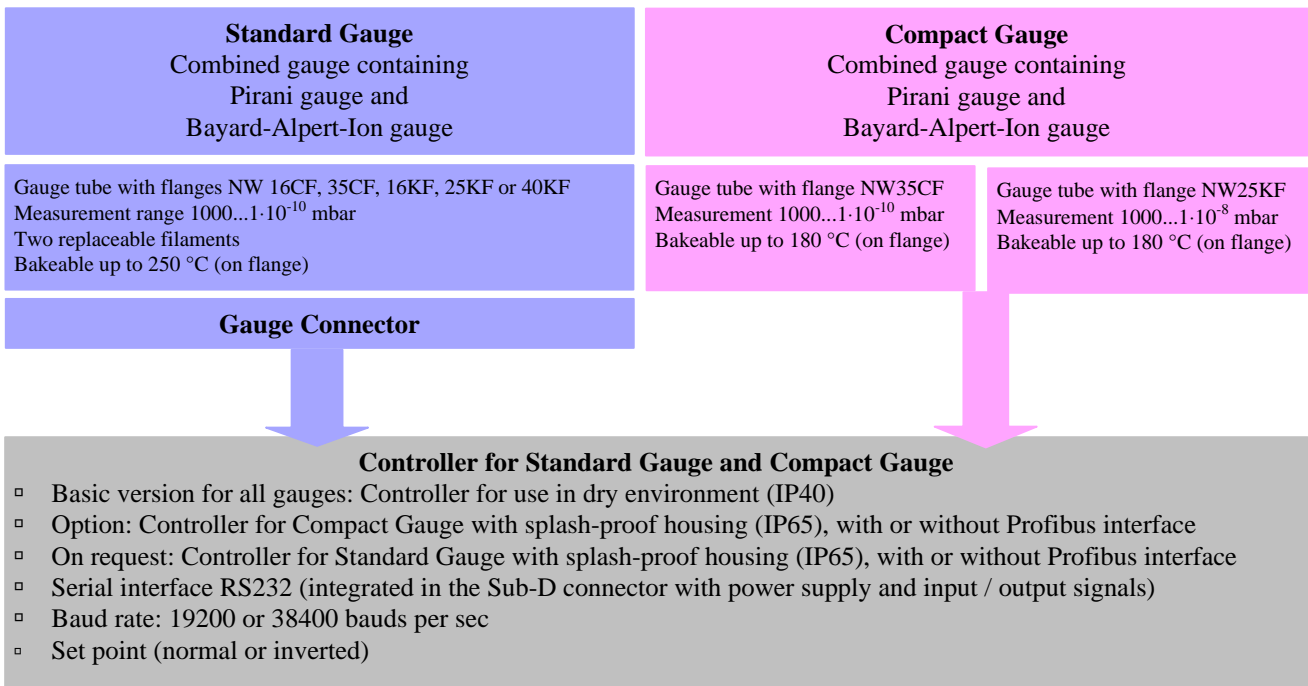 Standard Gauge
Combined gauge containing
Pirani gauge and
Bayard-Alpert-Ion gauge
Compact Gauge
Combined gauge containing
Pirani gauge and
Bayard-Alpert-Ion gauge
Gauge tube with flanges NW 16CF, 35CF, 16KF, 25KF or 40KF
Measurement range 1000...1·10⁻¹⁰ mbar
Two replaceable filaments
Bakeable up to 250 °C (on flange)
Gauge tube with flange NW35CF
Measurement 1000...1·10⁻¹⁰ mbar
Bakeable up to 180 °C (on flange)
Gauge tube with flange NW25KF
Measurement 1000...1·10⁻⁸ mbar
Bakeable up to 180 °C (on flange)
Gauge Connector
Controller for Standard Gauge and Compact Gauge
▫ Basic version for all gauges: Controller for use in dry environment (IP40)
▫ Option: Controller for Compact Gauge with splash-proof housing (IP65), with or without Profibus interface
▫ On request: Controller for Standard Gauge with splash-proof housing (IP65), with or without Profibus interface
▫ Serial interface RS232 (integrated in the Sub-D connector with power supply and input / output signals)
▫ Baud rate: 19200 or 38400 bauds per sec
▫ Set point (normal or inverted)